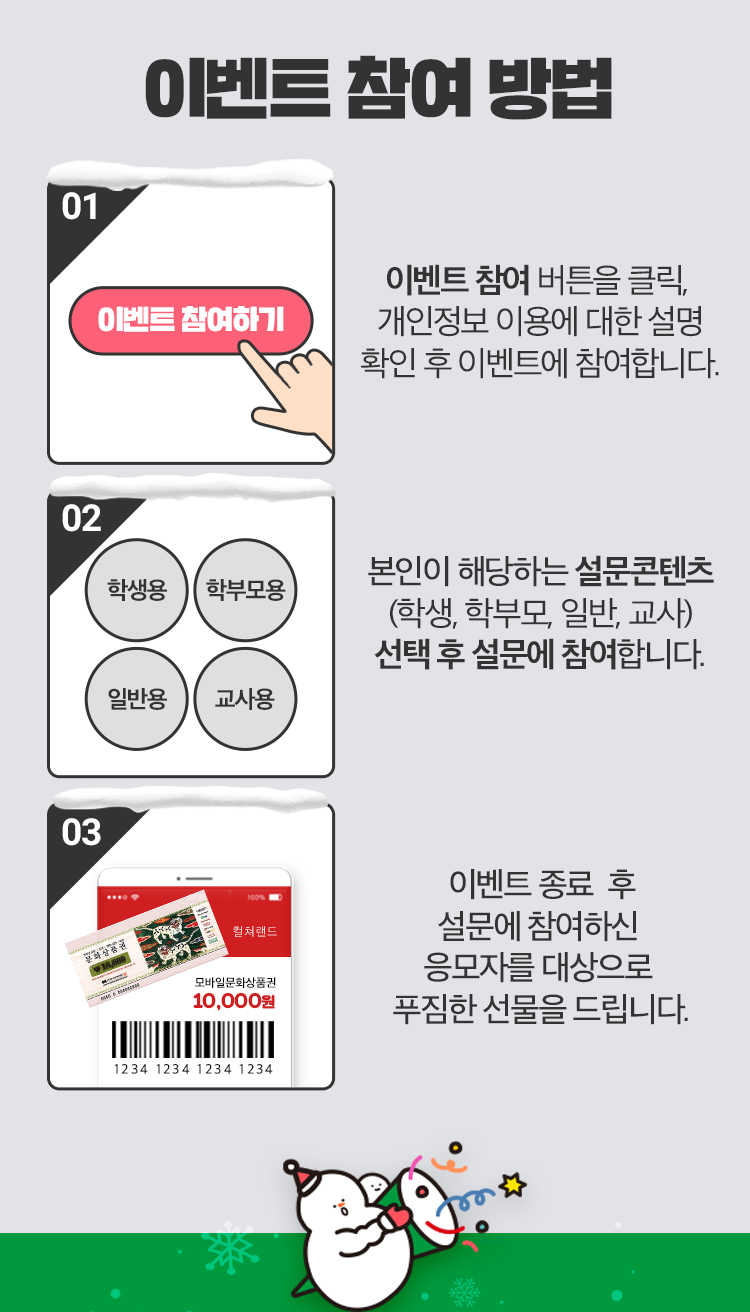 이벤트 참여 방법
01
이벤트 참여하기
이벤트 참여 버튼을 클릭,
개인정보 이용에 대한 설명
확인 후 이벤트에 참여합니다.
02
학생용
학부모용
일반용
교사용
본인이 해당하는 설문콘텐츠
(학생, 학부모, 일반, 교사)
선택 후 설문에 참여합니다.
03
100%
컬쳐랜드
문화상품권
₩10,000
모바일문화상품권
10,000원
1234 1234 1234 1234
이벤트 종료 후
설문에 참여하신
응모자를 대상으로
푸짐한 선물을 드립니다.